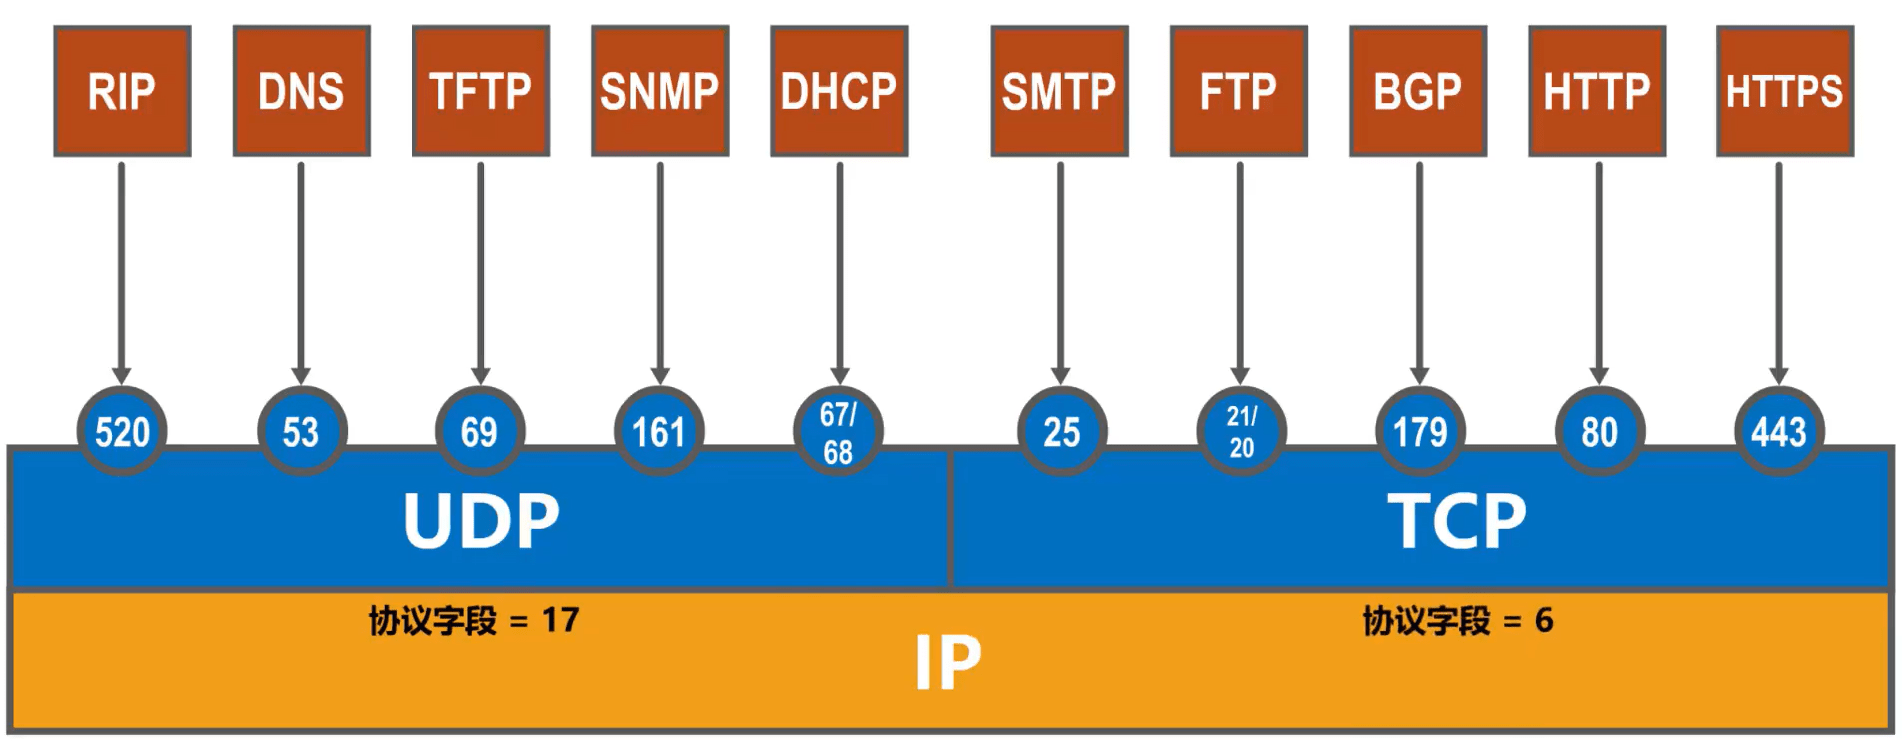 RIP DNS TFTP SNMP DHCP SMTP FTP BGP HTTP HTTPS
520 53 69 161 67/ 25 21/ 179 80 443
68 20
UDP TCP
协议字段 = 17 协议字段 = 6
IP